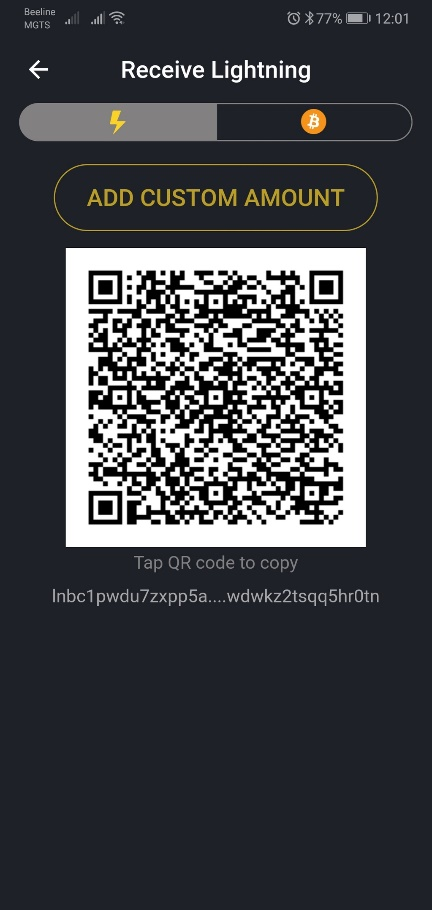 Beeline
MGTS
77%
12:01
Receive Lightning
ADD CUSTOM AMOUNT
Tap QR code to copy
lnbc1pwdu7zxpp5a....wdwkz2tsqq5hr0tn